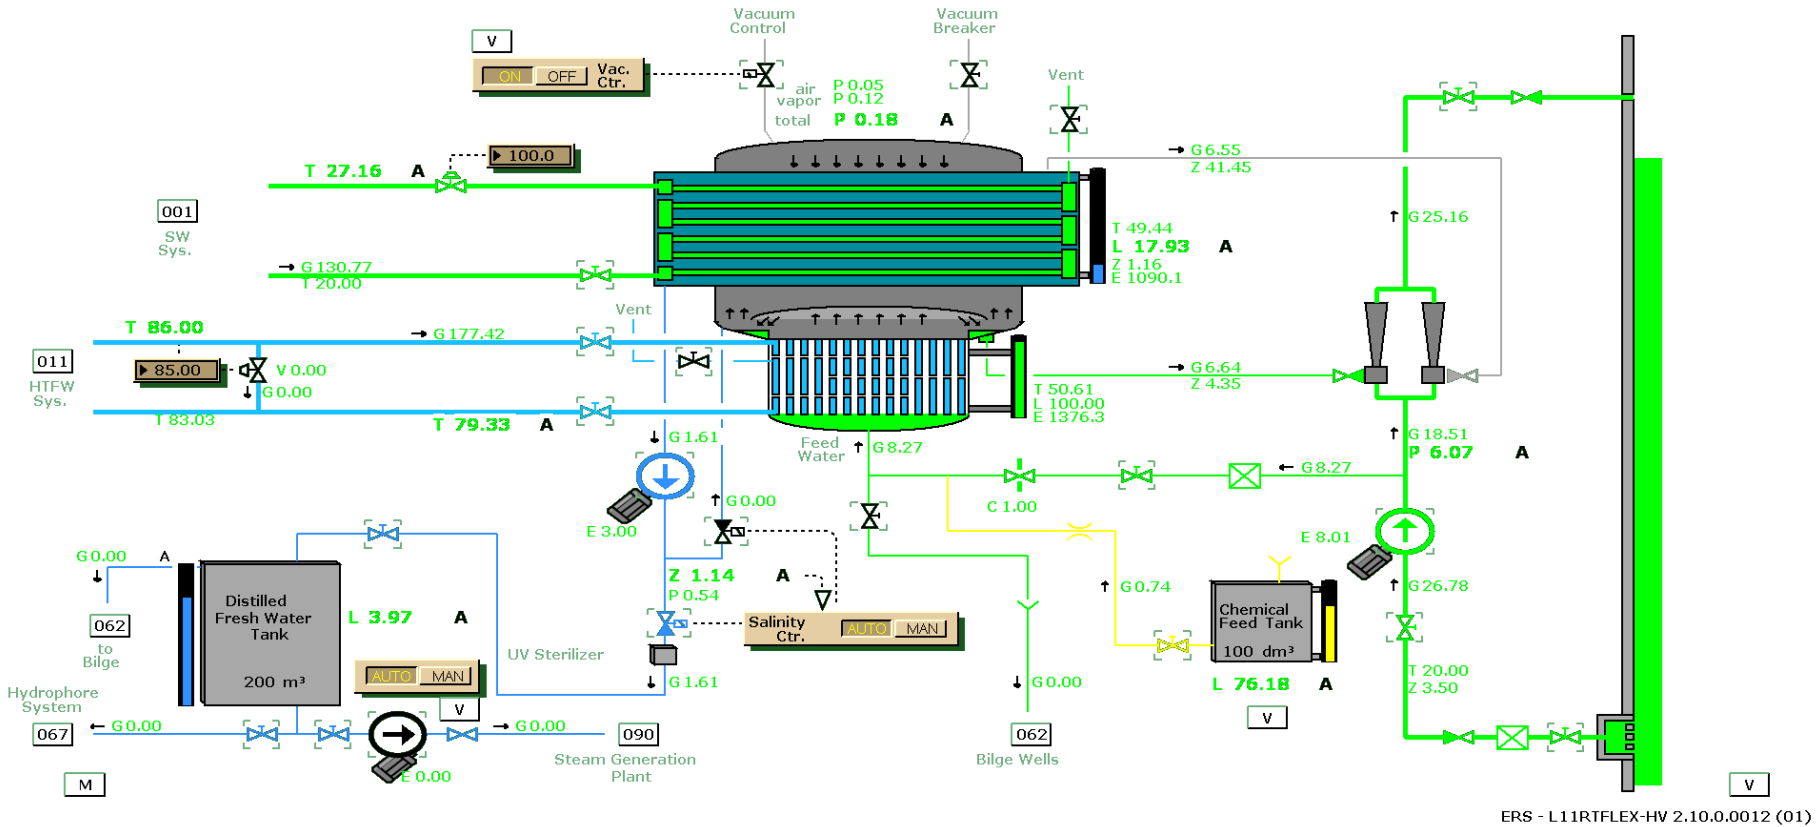 Vacuum
Control
Vacuum
Breaker
V
ON
OFF
Vac.
Ctr.
air
vapor
total
P 0.05
P 0.12
P 0.18
A
Vent
T 27.16
A
100.0
G 6.55
Z 41.45
001
SW
Sys.
G 130.77
T 20.00
T 49.44
L 17.93
A
Z 1.16
E 1090.1
G 25.16
Vent
T 86.00
G 177.42
011
HTFW
Sys.
85.00
V 0.00
G 0.00
T 83.03
T 79.33
A
G 6.64
Z 4.35
T 50.61
L 100.00
E 1376.3
G 1.61
Feed
Water
G 8.27
G 18.51
P 6.07
A
G 8.27
C 1.00
G 0.00
E 3.00
E 8.01
G 26.78
G 0.00
A
Z 1.14
A
P 0.54
G 0.74
Distilled
Fresh Water
Tank
200 m³
L 3.97
A
062
to
Bilge
Salinity
Ctr.
AUTO
MAN
Chemical
Feed Tank
100 dm³
L 76.18
A
V
T 20.00
Z 3.50
UV Sterilizer
AUTO
MAN
V
G 1.61
G 0.00
Hydrophore
System
067
G 0.00
G 0.00
090
Steam Generation
Plant
E 0.00
062
Bilge Wells
M
V
ERS - L11RTFLEX-HV 2.10.0.0012 (01)